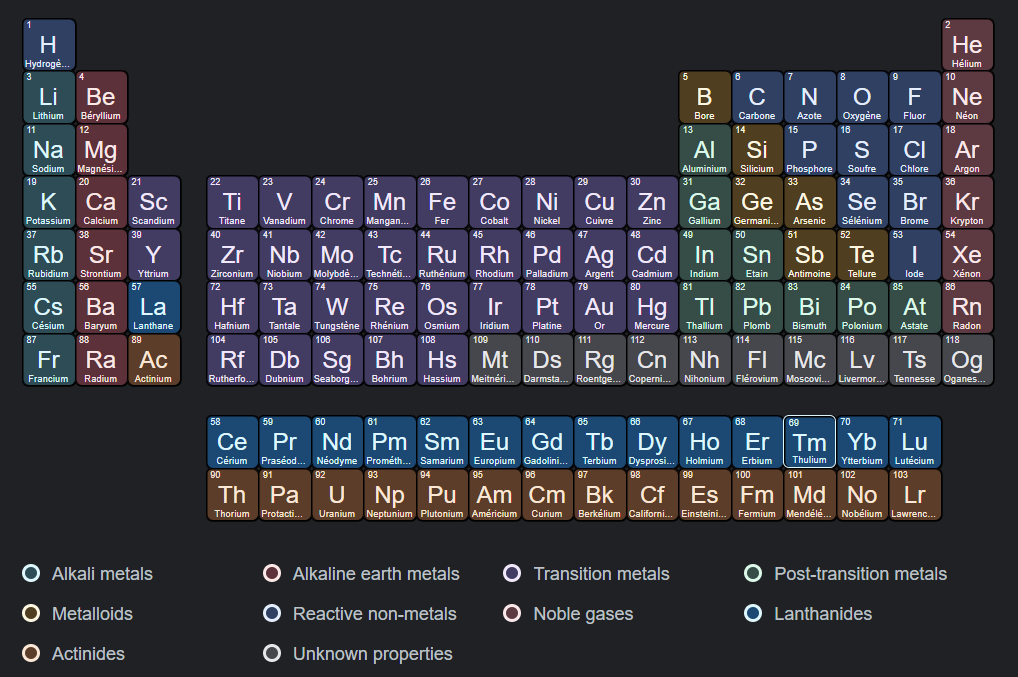 1 2
H He
Hydrogè... Hélium
3 4 5 6 7 8 9 10
Li Be B C N O F Ne
Lithium Béryllium Bore Carbone Azote Oxygène Fluor Néon
11 12 13 14 15 16 17 18
Na Mg Al Si P S Cl Ar
Sodium Magnési... Aluminium Silicium Phosphore Soufre Chlore Argon
19 20 21 22 23 24 25 26 27 28 29 30 31 32 33 34 35 36
K Ca Sc Ti V Cr Mn Fe Co Ni Cu Zn Ga Ge As Se Br Kr
Potassium Calcium Scandium Titane Vanadium Chrome Mangan... Fer Cobalt Nickel Cuivre Zinc Gallium Germani... Arsenic Sélénium Brome Krypton
37 38 39 40 41 42 43 44 45 46 47 48 49 50 51 52 53 54
Rb Sr Y Zr Nb Mo Tc Ru Rh Pd Ag Cd In Sn Sb Te I Xe
Rubidium Strontium Yttrium Zirconium Niobium Molybdè... Technéti... Ruthénium Rhodium Palladium Argent Cadmium Indium Etain Antimoine Tellure Iode Xénon
55 56 57 72 73 74 75 76 77 78 79 80 81 82 83 84 85 86
Cs Ba La Hf Ta W Re Os Ir Pt Au Hg Tl Pb Bi Po At Rn
Césium Baryum Lanthane Hafnium Tantale Tungstène Rhénium Osmium Iridium Platine Or Mercure Thallium Plomb Bismuth Polonium Astate Radon
87 88 89 104 105 106 107 108 109 110 111 112 113 114 115 116 117 118
Fr Ra Ac Rf Db Sg Bh Hs Mt Ds Rg Cn Nh Fl Mc Lv Ts Og
Francium Radium Actinium Rutherfo... Dubnium Seaborg... Bohrium Hassium Meitnéri... Darmsta... Roentge... Coperni... Nihonium Flérovium Moscovi... Livermor... Tennesse Oganes...
58 59 60 61 62 63 64 65 66 67 68 69 70 71
Ce Pr Nd Pm Sm Eu Gd Tb Dy Ho Er Tm Yb Lu
Cérium Praséod... Néodyme Prométh... Samarium Europium Gadolini... Terbium Dysprosi... Holmium Erbium Thulium Ytterbium Lutécium
90 91 92 93 94 95 96 97 98 99 100 101 102 103
Th Pa U Np Pu Am Cm Bk Cf Es Fm Md No Lr
Thorium Protacti... Uranium Neptunium Plutonium Américium Curium Berkélium Californi... Einsteini... Fermium Mendélé... Nobélium Lawrenc...
Alkali metals Alkaline earth metals Transition metals Post-transition metals
Metalloids Reactive non-metals Noble gases Lanthanides
Actinides Unknown properties